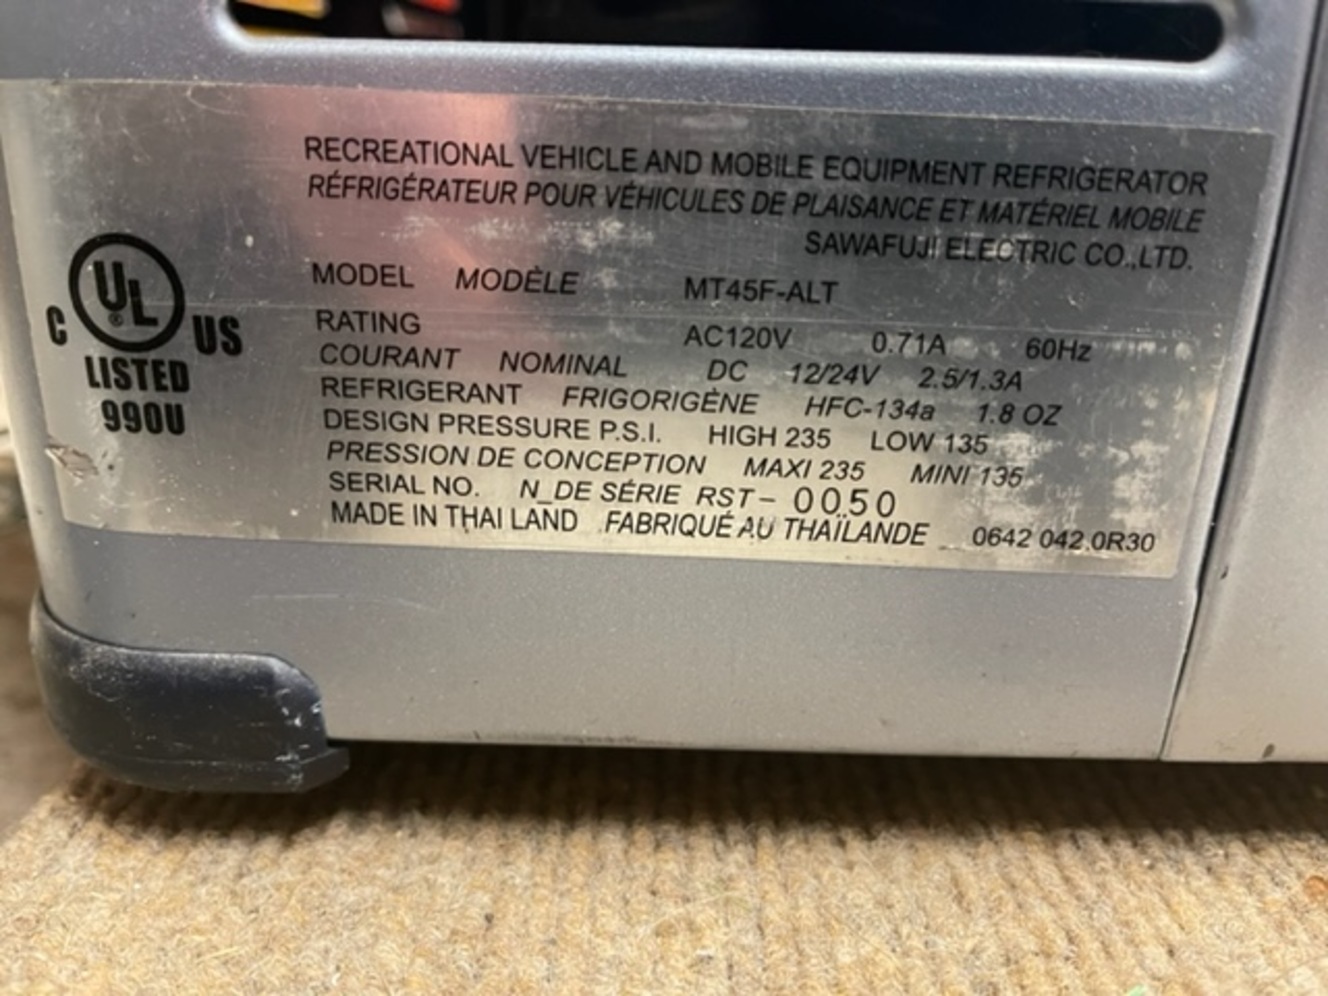 RECREATIONAL VEHICLE AND MOBILE EQUIPMENT REFRIGERATOR
RÉFRIGÉRATEUR POUR VÉHICULES DE PLAISANCE ET MATÉRIEL MOBILE
SAWAFUJI ELECTRIC CO.,LTD.
MODEL MODÈLE MT45F-ALT
RATING AC120V 0.71A 60Hz
COURANT NOMINAL DC 12/24V 2.5/1.3A
REFRIGERANT FRIGORIGÈNE HFC-134a 1.8 OZ
DESIGN PRESSURE P.S.I. HIGH 235 LOW 135
PRESSION DE CONCEPTION MAXI 235 MINI 135
SERIAL NO. N_DE SÉRIE RST- 0050
MADE IN THAILAND FABRIQUÉ AU THAÏLANDE 0642 042 0R30
C UL ® US
LISTED
990U